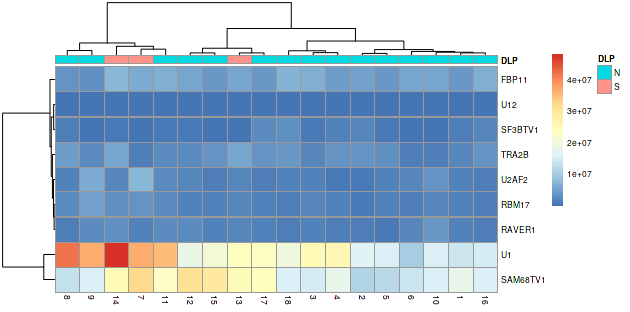 DLP
FBP11
U12
SF3BTV1
TRA2B
U2AF2
RBM17
RAVER1
U1
SAM68TV1
8 9 14 7 11 12 15 13 17 18 3 4 2 5 6 10 1 16
4e+07
3e+07
2e+07
1e+07
DLP
N
S